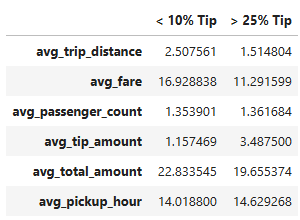 < 10% Tip > 25% Tip
avg_trip_distance 2.507561 1.514804
avg_fare 16.928838 11.291599
avg_passenger_count 1.353901 1.361684
avg_tip_amount 1.157469 3.487500
avg_total_amount 22.833545 19.655374
avg_pickup_hour 14.018800 14.629268